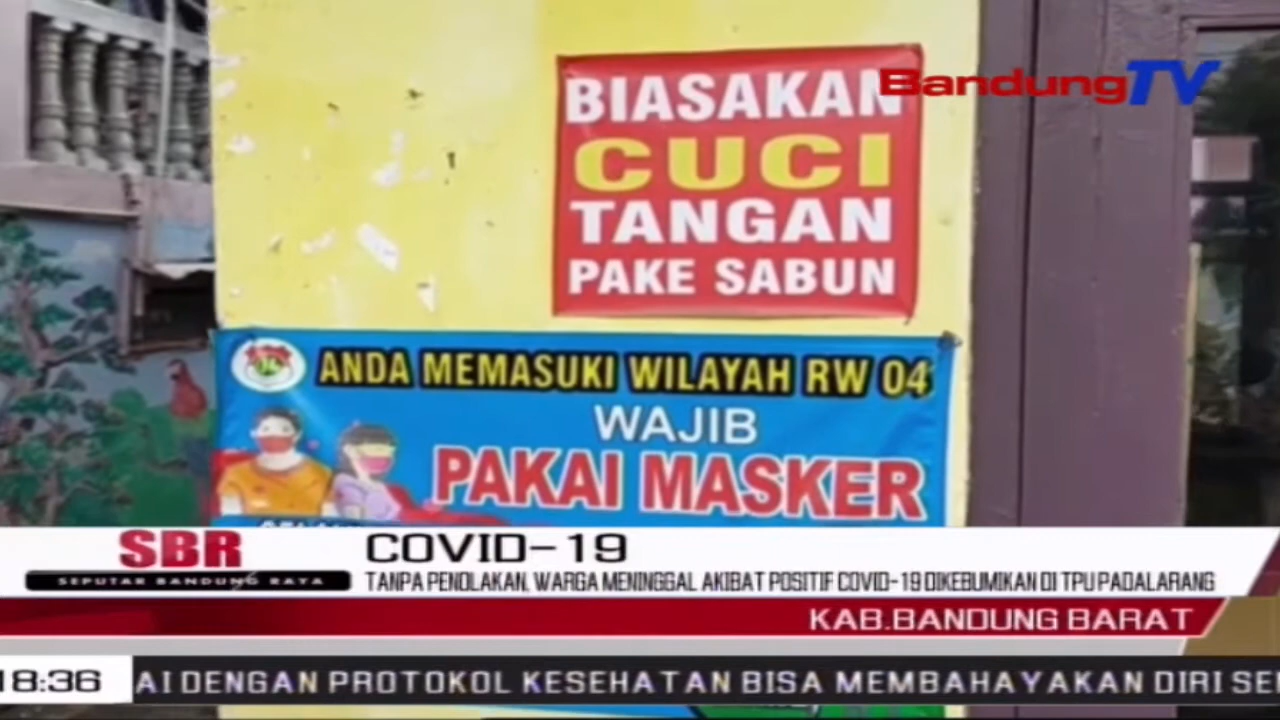 BandungTV
BIASAKAN
CUCI
TANGAN
PAKE SABUN
ANDA MEMASUKI WILAYAH RW 04
WAJIB
PAKAI MASKER
SBR
SEPUTAR BANDUNG RAYA
COVID-19
TANPA PENOLAKAN, WARGA MENINGGAL AKIBAT POSITIF COVID-19 DIKEBUMIKAN DI TPU PADALARANG
KAB.BANDUNG BARAT
18:36
AI DENGAN PROTOKOL KESEHATAN BISA MEMBAHAYAKAN DIRI SE